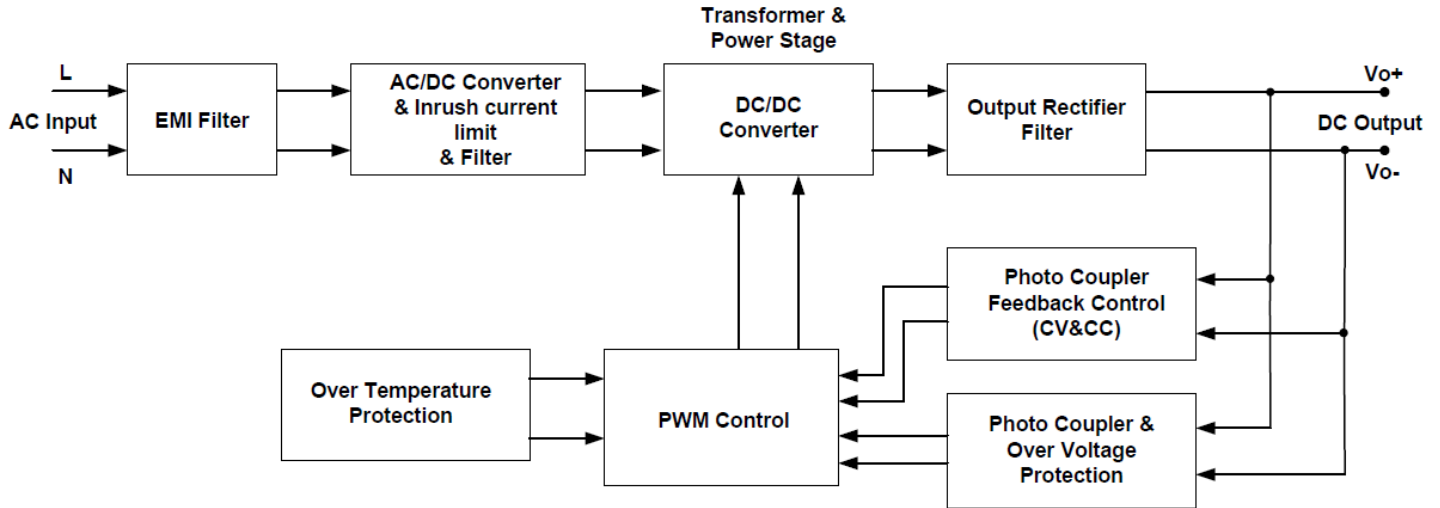 Transformer &
Power Stage
L
AC Input
N
EMI Filter
AC/DC Converter
& Inrush current
limit
& Filter
DC/DC
Converter
Output Rectifier
Filter
Vo+
DC Output
Vo-
Photo Coupler
Feedback Control
(CV&CC)
Over Temperature
Protection
PWM Control
Photo Coupler &
Over Voltage
Protection